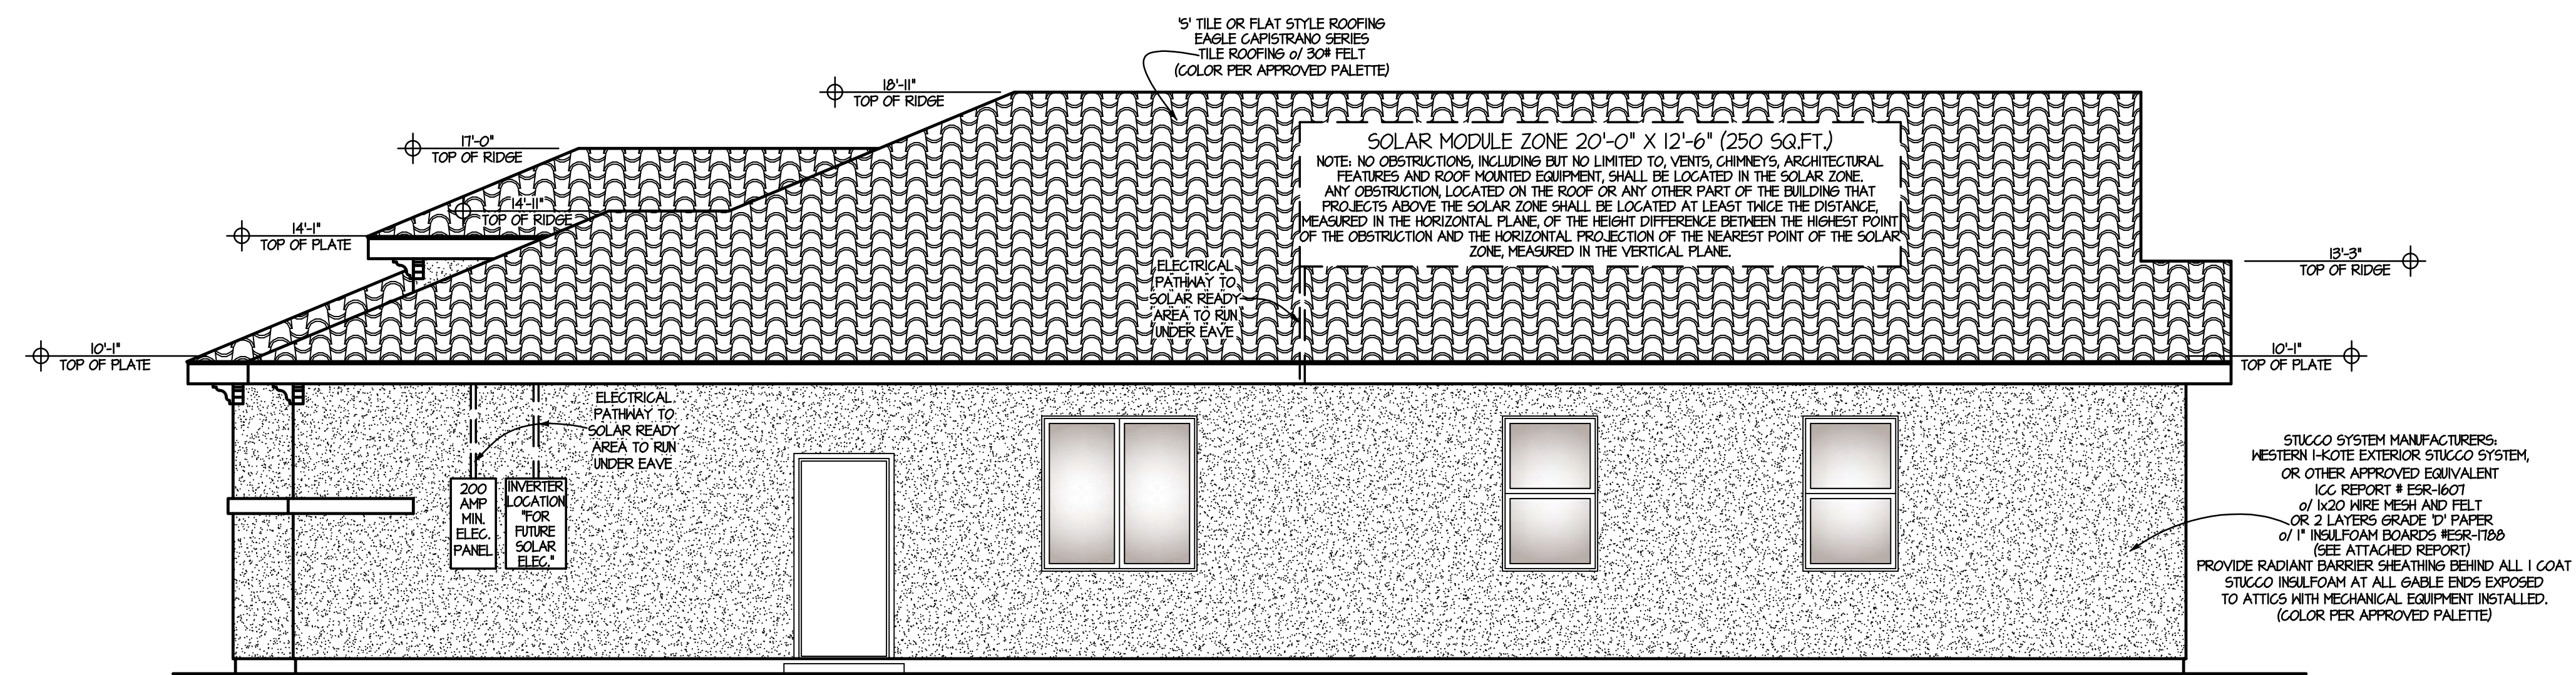 'S' TILE OR FLAT STYLE ROOFING
EAGLE CAPISTRANO SERIES
TILE ROOFING o/ 30# FELT
(COLOR PER APPROVED PALETTE)
18'-11"
TOP OF RIDGE
17'-0"
TOP OF RIDGE
14'-11"
TOP OF RIDGE
14'-1"
TOP OF PLATE
10'-1"
TOP OF PLATE
SOLAR MODULE ZONE 20'-0" X 12'-6" (250 SQ.FT.)
NOTE: NO OBSTRUCTIONS, INCLUDING BUT NO LIMITED TO, VENTS, CHIMNEYS, ARCHITECTURAL
FEATURES AND ROOF MOUNTED EQUIPMENT, SHALL BE LOCATED IN THE SOLAR ZONE.
ANY OBSTRUCTION, LOCATED ON THE ROOF OR ANY OTHER PART OF THE BUILDING THAT
PROJECTS ABOVE THE SOLAR ZONE SHALL BE LOCATED AT LEAST TWICE THE DISTANCE,
MEASURED IN THE HORIZONTAL PLANE, OF THE HEIGHT DIFFERENCE BETWEEN THE HIGHEST POINT
OF THE OBSTRUCTION AND THE HORIZONTAL PROJECTION OF THE NEAREST POINT OF THE SOLAR
ZONE, MEASURED IN THE VERTICAL PLANE.
ELECTRICAL
PATHWAY TO
SOLAR READY
AREA TO RUN
UNDER EAVE
13'-3"
TOP OF RIDGE
10'-1"
TOP OF PLATE
ELECTRICAL
PATHWAY TO
SOLAR READY
AREA TO RUN
UNDER EAVE
200
AMP
MIN.
ELEC.
PANEL
INVERTER
LOCATION
"FOR
FUTURE
SOLAR
ELEC."
STUCCO SYSTEM MANUFACTURERS:
WESTERN 1-KOTE EXTERIOR STUCCO SYSTEM,
OR OTHER APPROVED EQUIVALENT
ICC REPORT # ESR-1607
o/ 1x20 WIRE MESH AND FELT
OR 2 LAYERS GRADE 'D' PAPER
o/ 1" INSULFOAM BOARDS #ESR-1788
(SEE ATTACHED REPORT)
PROVIDE RADIANT BARRIER SHEATHING BEHIND ALL 1 COAT
STUCCO INSULFOAM AT ALL GABLE ENDS EXPOSED
TO ATTICS WITH MECHANICAL EQUIPMENT INSTALLED.
(COLOR PER APPROVED PALETTE)